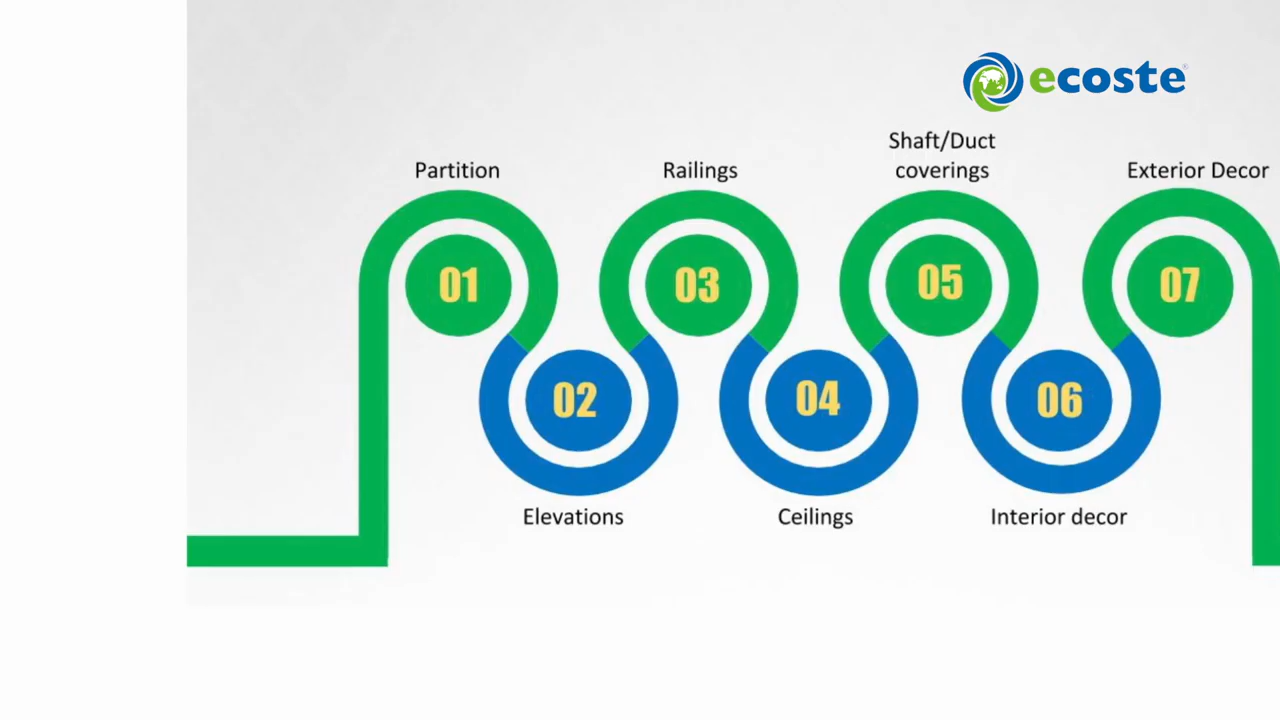 ecoste
Shaft/Duct
coverings
Partition
Railings
Exterior Decor
01
03
05
07
02
04
06
Elevations
Ceilings
Interior decor